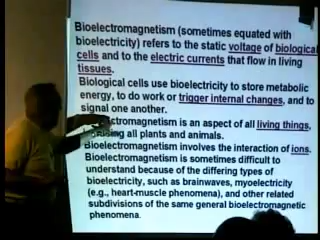 Bioelectromagnetism (sometimes equated with
bioelectricity) refers to the static voltage of biological
cells and to the electric currents that flow in living
tissues.
Biological cells use bioelectricity to store metabolic
energy, to do work or trigger internal changes, and to
signal one another.
ctromagnetism is an aspect of all living things,
all plants and animals.
Bioelectromagnetism involves the interaction of ions.
Bioelectromagnetism is sometimes difficult to
understand because of the differing types of
bioelectricity, such as brainwaves, myoelectricity
(e.g., heart-muscle phenomena), and other related
subdivisions of the same general bioelectromagnetic
phenomena.